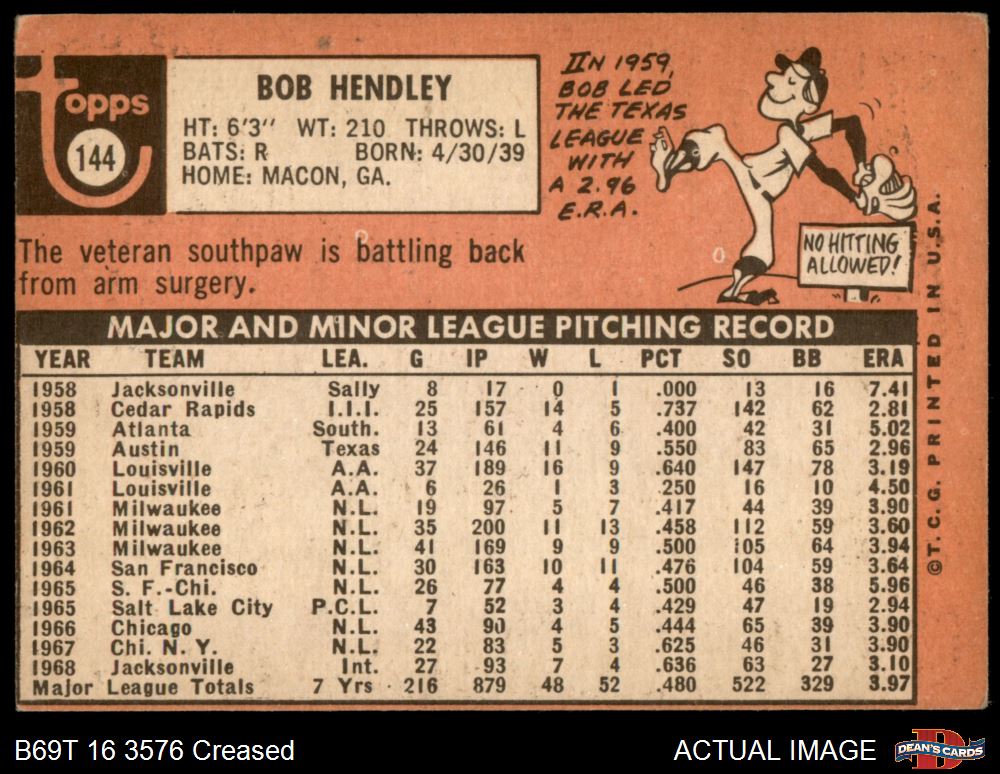 Topps
144
BOB HENDLEY
HT: 6'3" WT: 210 THROWS: L
BATS: R BORN: 4/30/39
HOME: MACON, GA.
IN 1959,
BOB LED
THE TEXAS
LEAGUE
WITH
A 2.96
E.R.A.
NO HITTING
ALLOWED!
The veteran southpaw is battling back
from arm surgery.
MAJOR AND MINOR LEAGUE PITCHING RECORD
YEAR TEAM LEA. G IP W L PCT SO BB ERA
1958 Jacksonville Sally 8 17 0 1 .000 13 16 7.41
1958 Cedar Rapids I.I.I. 25 157 14 5 .737 142 62 2.81
1959 Atlanta South. 13 61 4 6 .400 42 31 5.02
1959 Austin Texas 24 146 11 9 .550 83 65 2.96
1960 Louisville A.A. 37 189 16 9 .640 147 78 3.19
1961 Louisville A.A. 6 26 1 3 .250 16 10 4.50
1961 Milwaukee N.L. 19 97 5 7 .417 44 39 3.90
1962 Milwaukee N.L. 35 200 11 13 .458 112 59 3.60
1963 Milwaukee N.L. 41 169 9 9 .500 105 64 3.94
1964 San Francisco N.L. 30 163 10 11 .476 104 59 3.64
1965 S. F.-Chi. N.L. 26 77 4 4 .500 46 38 5.96
1965 Salt Lake City P.C.L. 7 52 3 4 .429 47 19 2.94
1966 Chicago N.L. 43 90 4 5 .444 65 39 3.90
1967 Chi. N. Y. N.L. 22 83 5 3 .625 46 31 3.90
1968 Jacksonville Int. 27 93 7 4 .636 63 27 3.10
Major League Totals 7 Yrs 216 879 48 52 .480 522 329 3.97
©T.C.G. PRINTED IN U.S.A.
B69T 16 3576 Creased
ACTUAL IMAGE
DEAN'S CARDS